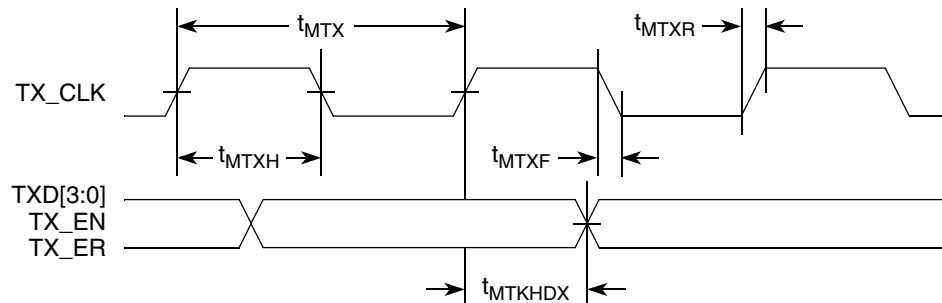 tMTX
tMTXR
TX_CLK
tMTXH
tMTXF
TXD[3:0]
TX_EN
TX_ER
tMTKHDX